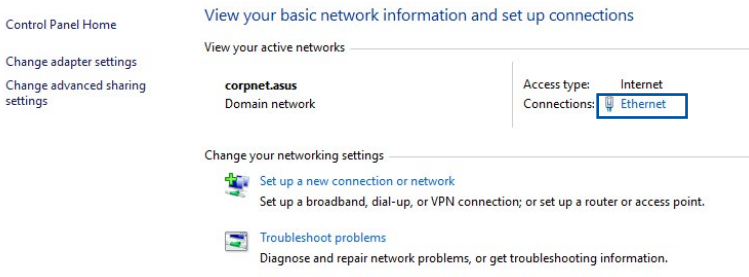 Control Panel Home
Change adapter settings
Change advanced sharing
settings
View your basic network information and set up connections
View your active networks
corpnet.asus
Domain network
Access type: Internet
Connections: Ethernet
Change your networking settings
Set up a new connection or network
Set up a broadband, dial-up, or VPN connection; or set up a router or access point.
Troubleshoot problems
Diagnose and repair network problems, or get troubleshooting information.